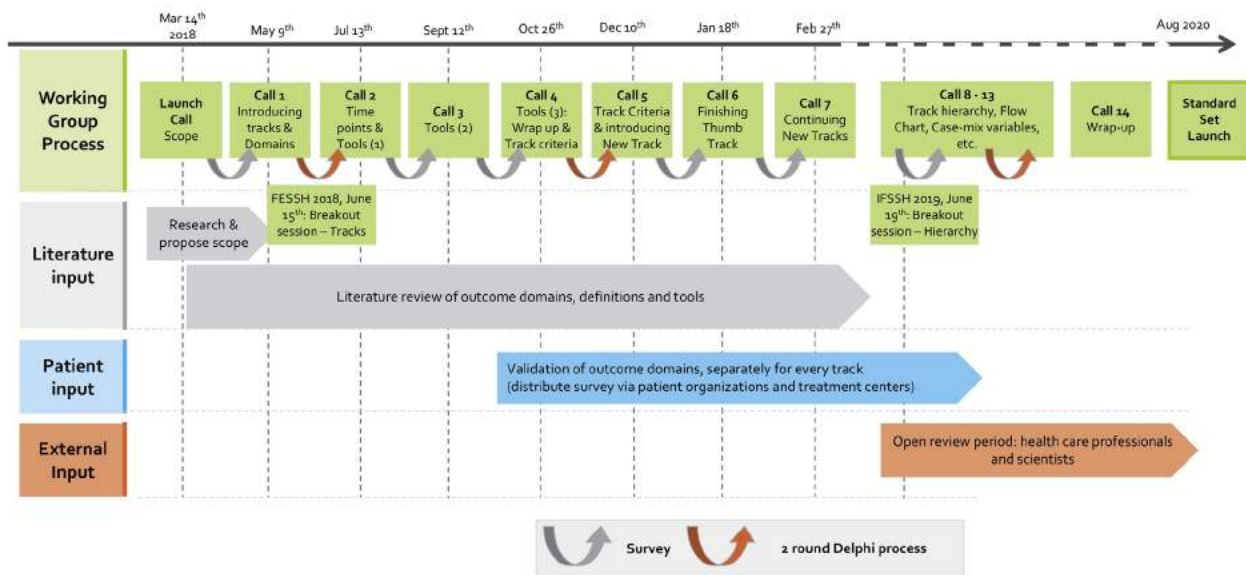 Mar 14th
2018
May 9th
Jul 13th
Sept 12th
Oct 26th
Dec 10th
Jan 18th
Feb 27th
Aug 2020
Working
Group
Process
Launch
Call
Scope
Call 1
Introducing
tracks &
Domains
Call 2
Time
points &
Tools (1)
Call 3
Tools (2)
Call 4
Tools (3):
Wrap up &
Track criteria
Call 5
Track Criteria
& introducing
New Track
Call 6
Finishing
Thumb
Track
Call 7
Continuing
New Tracks
Call 8 - 13
Track hierarchy, Flow
Chart, Case-mix variables,
etc.
Call 14
Wrap-up
Standard
Set
Launch
FESSH 2018, June
15th: Breakout
session – Tracks
IFSSH 2019, June
19th: Breakout
session – Hierarchy
Literature
input
Research &
propose scope
Literature review of outcome domains, definitions and tools
Patient
input
Validation of outcome domains, separately for every track
(distribute survey via patient organizations and treatment centers)
External
Input
Open review period: health care professionals
and scientists
Survey
2 round Delphi process